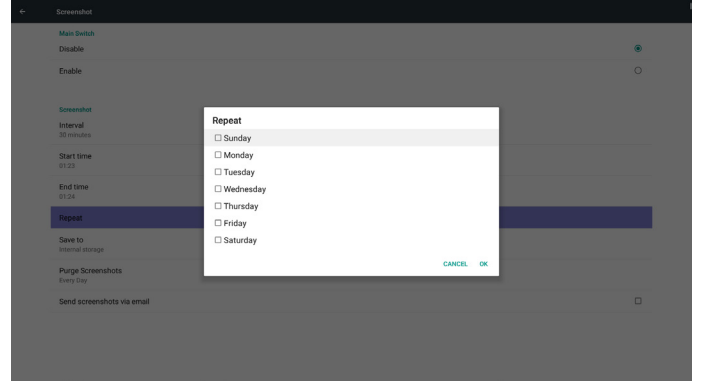 Screenshot
Main Switch
Disable
Enable
Screenshot
Interval
30 minutes
Start time
01:23
End time
01:24
Repeat
Save to
Internal storage
Purge Screenshots
Every Day
Send screenshots via email
Repeat
Sunday
Monday
Tuesday
Wednesday
Thursday
Friday
Saturday
CANCEL OK